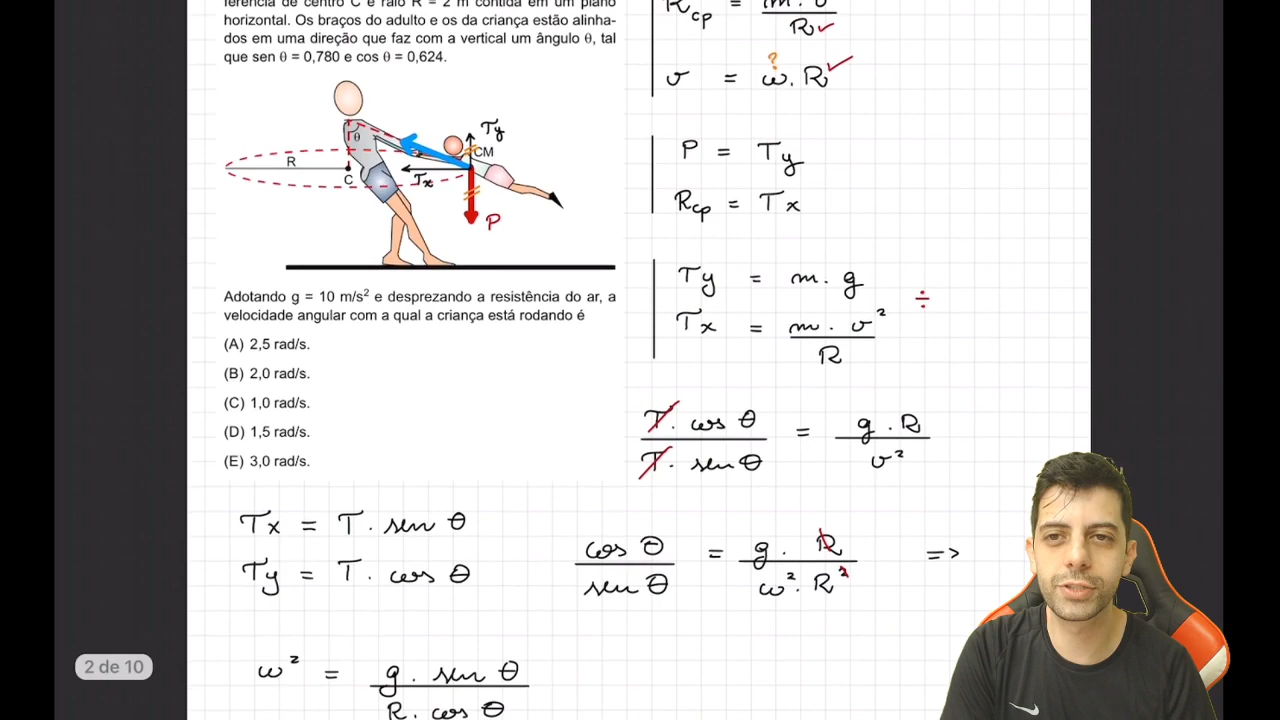 ferência de centro C e raio R = 2 m contida em um plano
horizontal. Os braços do adulto e os da criança estão alinha-
dos em uma direção que faz com a vertical um ângulo θ, tal
que sen θ = 0,780 e cos θ = 0,624.
θ
R
C
CM
Ty
Tx
P
Adotando g = 10 m/s² e desprezando a resistência do ar, a
velocidade angular com a qual a criança está rodando é
(A) 2,5 rad/s.
(B) 2,0 rad/s.
(C) 1,0 rad/s.
(D) 1,5 rad/s.
(E) 3,0 rad/s.
Tx = T. sen θ
Ty = T. cos θ
ω² = g. sen θ
R. cos θ
Rcp = m. v
R
?
v = ω. R
P = Ty
Rcp = Tx
Ty = m. g
÷
Tx = m. v²
R
T. cos θ = g. R
T. sen θ v²
cos θ = g. R =>
sen θ ω². R²
2 de 10